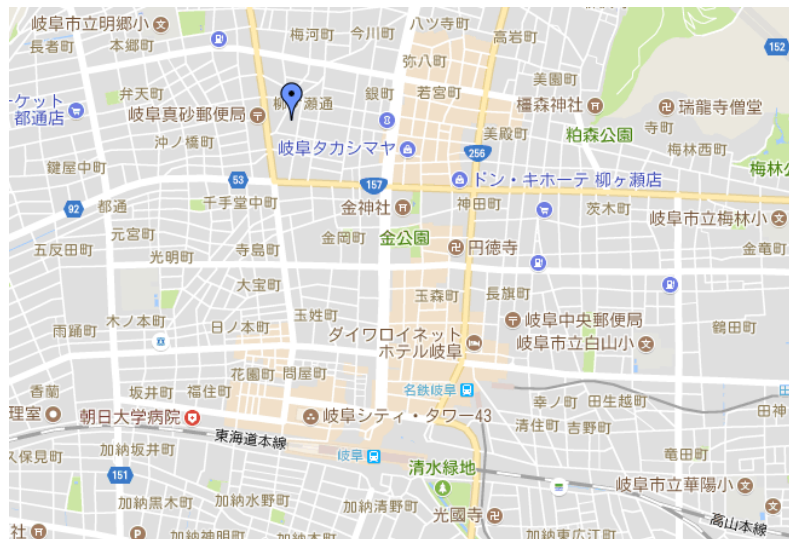 岐阜市立明郷小
梅河町
今川町
八ツ寺町
高岩町
長者町
本郷町
152
弥八町
弁天町
柳ヶ瀬通
銀町
若宮町
美園町
ーケット
都通店
岐阜真砂郵便局
橿森神社
瑞龍寺僧堂
寺町
沖ノ橋町
岐阜タカシマヤ
美殿町
粕森公園
梅林西町
256
鍵屋中町
53
157
ドン・キホーテ 柳ヶ瀬店
梅林公
92
都通
千手堂中町
金神社
神田町
茨木町
岐阜市立梅林小
元宮町
金岡町
金公園
円徳寺
五反田町
光明町
寺島町
金竜町
大宝町
玉森町
長旗町
玉姓町
木ノ本町
日ノ本町
雨踊町
ダイワロイネット
ホテル岐阜
岐阜中央郵便局
鶴田町
岐阜市立白山小
花園町
問屋町
香蘭
坂井町
福住町
名鉄岐阜
幸ノ町
田生越町
理室
朝日大学病院
岐阜シティ・タワー43
清住町
吉野町
田神
東海道本線
久保見町
加納坂井町
岐阜
清水緑地
竜田町
151
加納黒木町
加納水野町
加納清野町
光國寺
岐阜市立華陽小
高山本線
社
加納神明町
加納東広江町